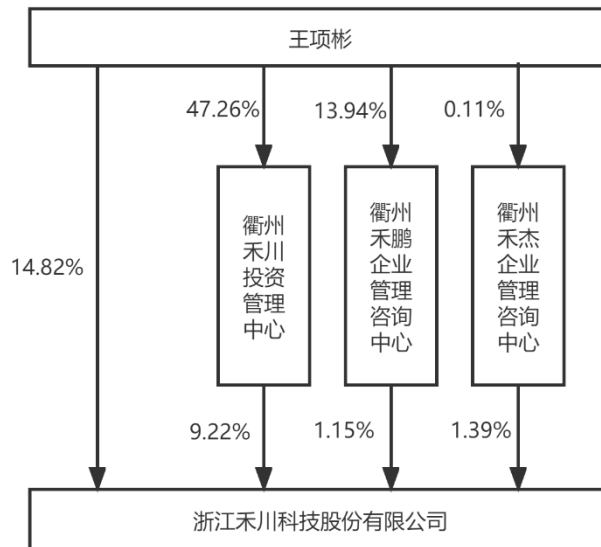 王项彬
47.26%
13.94%
0.11%
衢州
禾川
投资
管理
中心
衢州
禾鹏
企业
管理
咨询
中心
衢州
禾杰
企业
管理
咨询
中心
14.82%
9.22%
1.15%
1.39%
浙江禾川科技股份有限公司